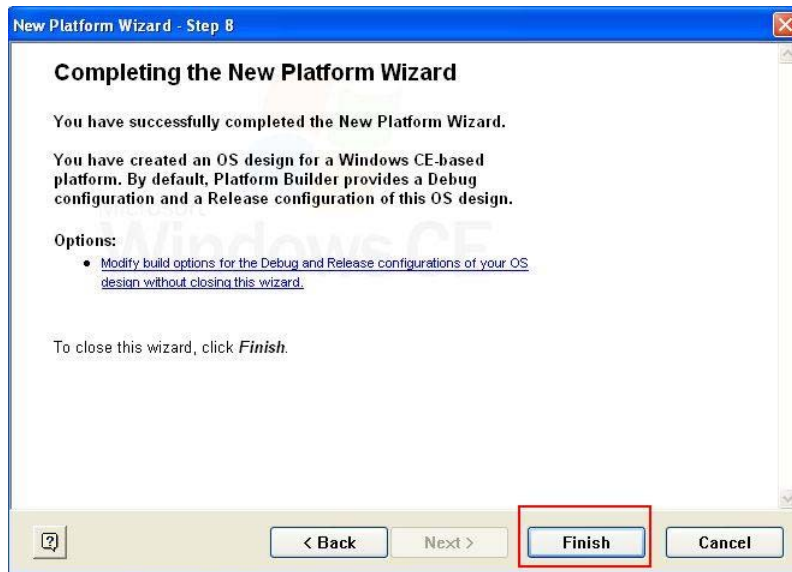 New Platform Wizard - Step 8
Completing the New Platform Wizard
You have successfully completed the New Platform Wizard.
You have created an OS design for a Windows CE-based
platform. By default, Platform Builder provides a Debug
configuration and a Release configuration of this OS design.
Microsoft
Windows CE
Options:
Modify build options for the Debug and Release configurations of your OS
design without closing this wizard.
To close this wizard, click Finish.
< Back
Next >
Finish
Cancel